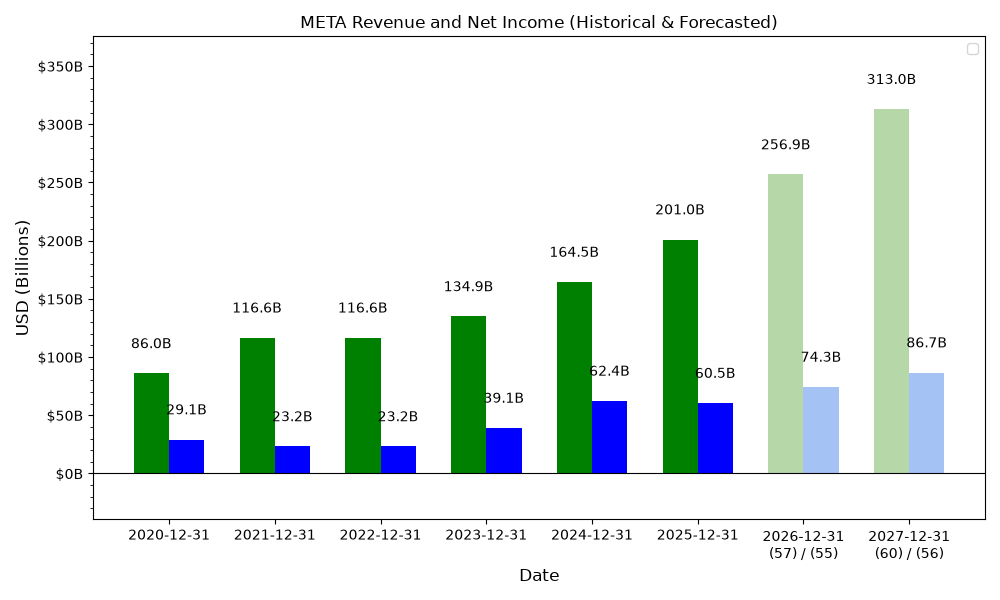 META Revenue and Net Income (Historical & Forecasted)
USD (Billions)
$350B
$300B
$250B
$200B
$150B
$100B
$50B
$0B
86.0B
29.1B
116.6B
23.2B
116.6B
23.2B
134.9B
39.1B
164.5B
62.4B
201.0B
60.5B
256.9B
74.3B
313.0B
86.7B
2020-12-31
2021-12-31
2022-12-31
2023-12-31
2024-12-31
2025-12-31
2026-12-31
(57) / (55)
2027-12-31
(60) / (56)
Date